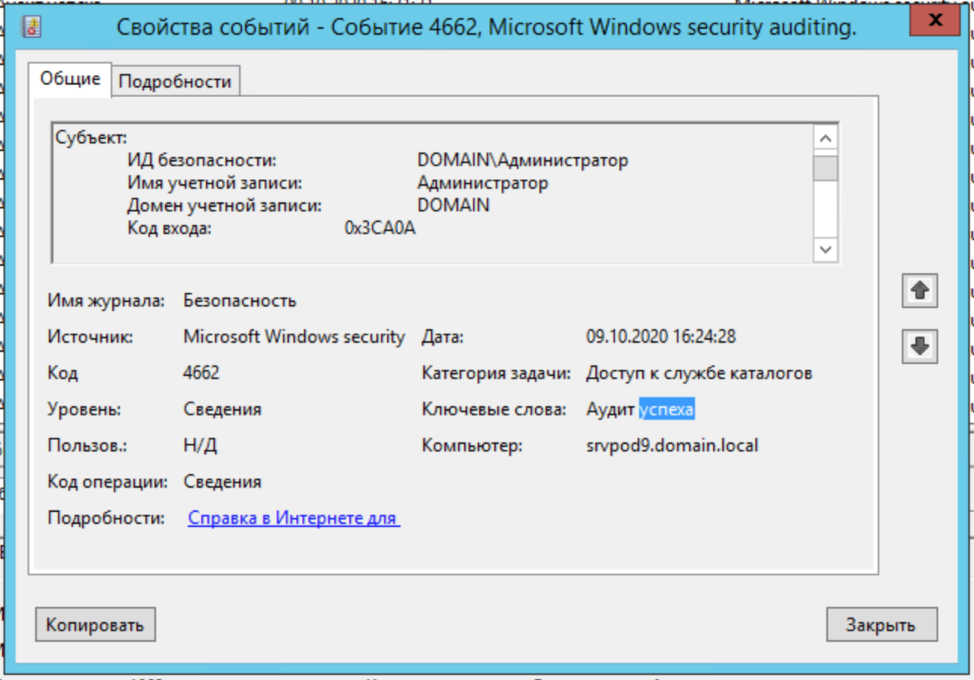 Свойства событий - Событие 4662, Microsoft Windows security auditing.
x
Общие Подробности
Субъект:
ИД безопасности: DOMAIN\Администратор
Имя учетной записи: Администратор
Домен учетной записи: DOMAIN
Код входа: 0x3CA0A
Имя журнала: Безопасность
Источник: Microsoft Windows security Дата: 09.10.2020 16:24:28
Код 4662 Категория задачи: Доступ к службе каталогов
Уровень: Сведения Ключевые слова: Аудит успеха
Пользов.: Н/Д Компьютер: srvpod9.domain.local
Код операции: Сведения
Подробности: Справка в Интернете для
Копировать Закрыть